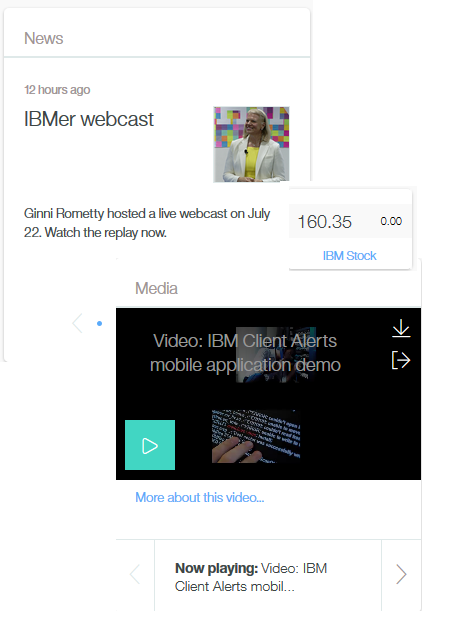 News
12 hours ago
IBMer webcast
Ginni Rometty hosted a live webcast on July
22. Watch the replay now.
160.35 0.00
IBM Stock
Media
Video: IBM Client Alerts
mobile application demo
More about this video...
Now playing: Video: IBM
Client Alerts mobil...